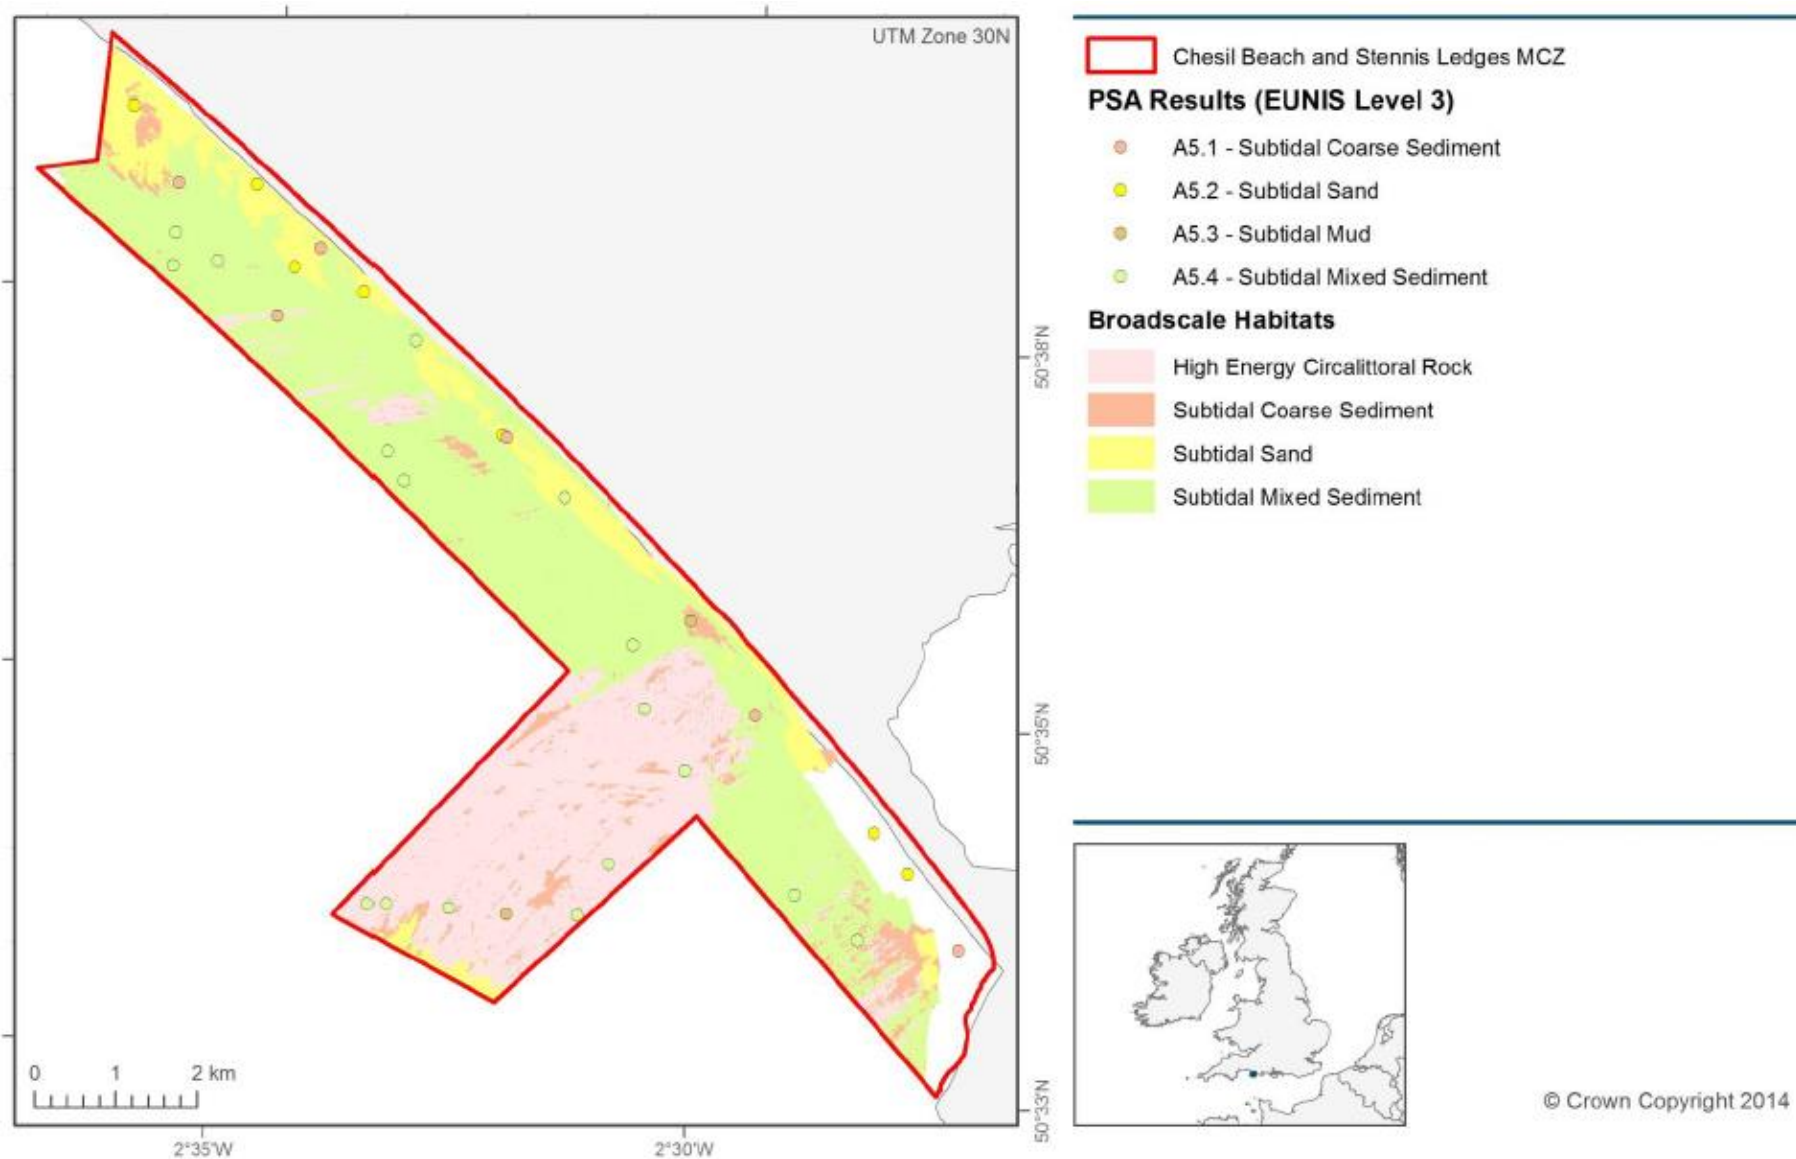 UTM Zone 30N
50°38'N
50°35'N
50°33'N
0 1 2 km
2°35'W 2°30'W
Chesil Beach and Stennis Ledges MCZ
PSA Results (EUNIS Level 3)
A5.1 - Subtidal Coarse Sediment
A5.2 - Subtidal Sand
A5.3 - Subtidal Mud
A5.4 - Subtidal Mixed Sediment
Broadscale Habitats
High Energy Circalittoral Rock
Subtidal Coarse Sediment
Subtidal Sand
Subtidal Mixed Sediment
© Crown Copyright 2014